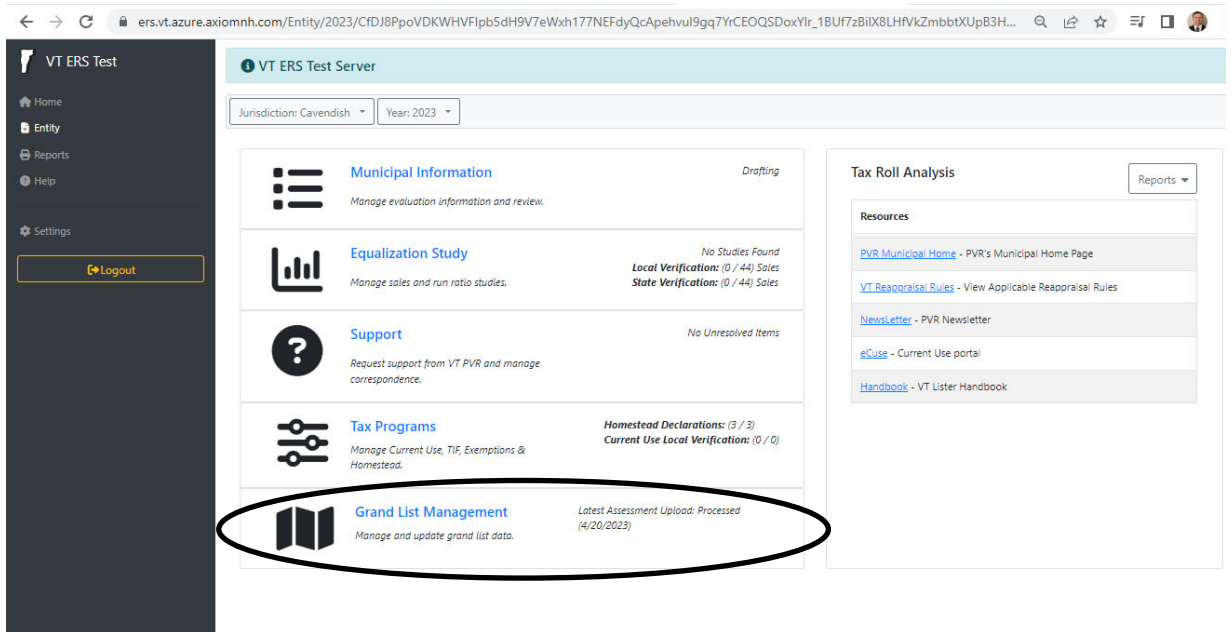 ers.vt.azure.axiomnh.com/Entity/2023/CfDJ8PpoVDKWHVFIpb5dH9V7eWxh177NEFdyQcApehvuI9gq7YrCEOQSDoxYIr_1BUf7zBiIX8LHfVkZmbbtXUpB3H...
VT ERS Test
VT ERS Test Server
Home
Entity
Reports
Help
Settings
Logout
Jurisdiction: Cavendish
Year: 2023
Municipal Information
Drafting
Manage evaluation information and review.
Equalization Study
No Studies Found
Local Verification: (0 / 44) Sales
Manage sales and run ratio studies.
State Verification: (0 / 44) Sales
Support
No Unresolved Items
Request support from VT PVR and manage
correspondence.
Tax Programs
Homestead Declarations: (3 / 3)
Current Use Local Verification: (0 / 0)
Manage Current Use, TIF, Exemptions &
Homestead.
Grand List Management
Latest Assessment Upload: Processed
(4/20/2023)
Manage and update grand list data.
Tax Roll Analysis
Reports
Resources
PVR Municipal Home - PVR's Municipal Home Page
VT Reappraisal Rules - View Applicable Reappraisal Rules
NewsLetter - PVR Newsletter
eCuse - Current Use portal
Handbook - VT Lister Handbook